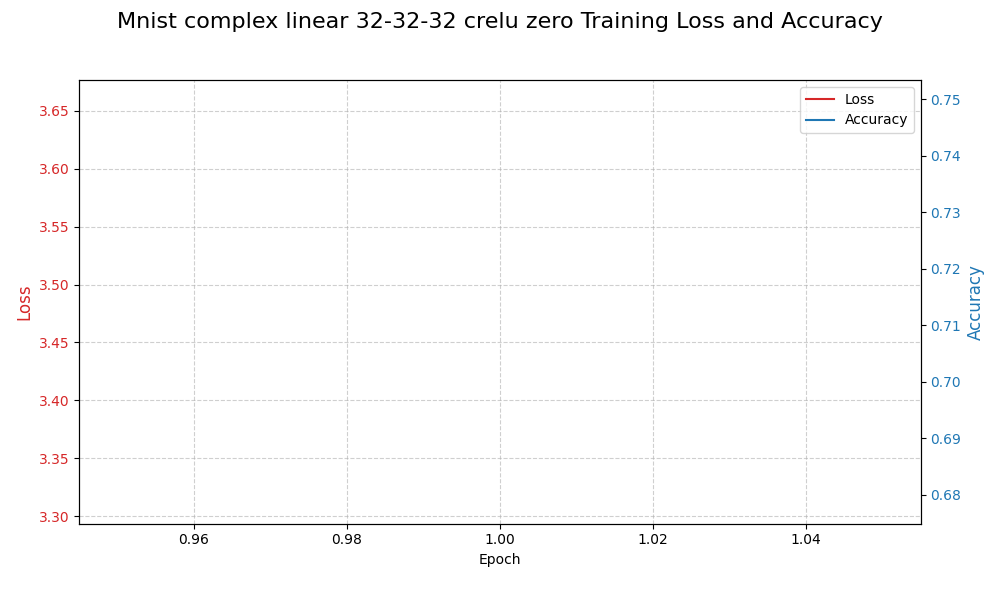 Mnist complex linear 32-32-32 crelu zero Training Loss and Accuracy
Loss
Accuracy
3.65
3.60
3.55
3.50
3.45
3.40
3.35
3.30
Loss
0.75
0.74
0.73
0.72
0.71
0.70
0.69
0.68
Accuracy
0.96 0.98 1.00 1.02 1.04
Epoch